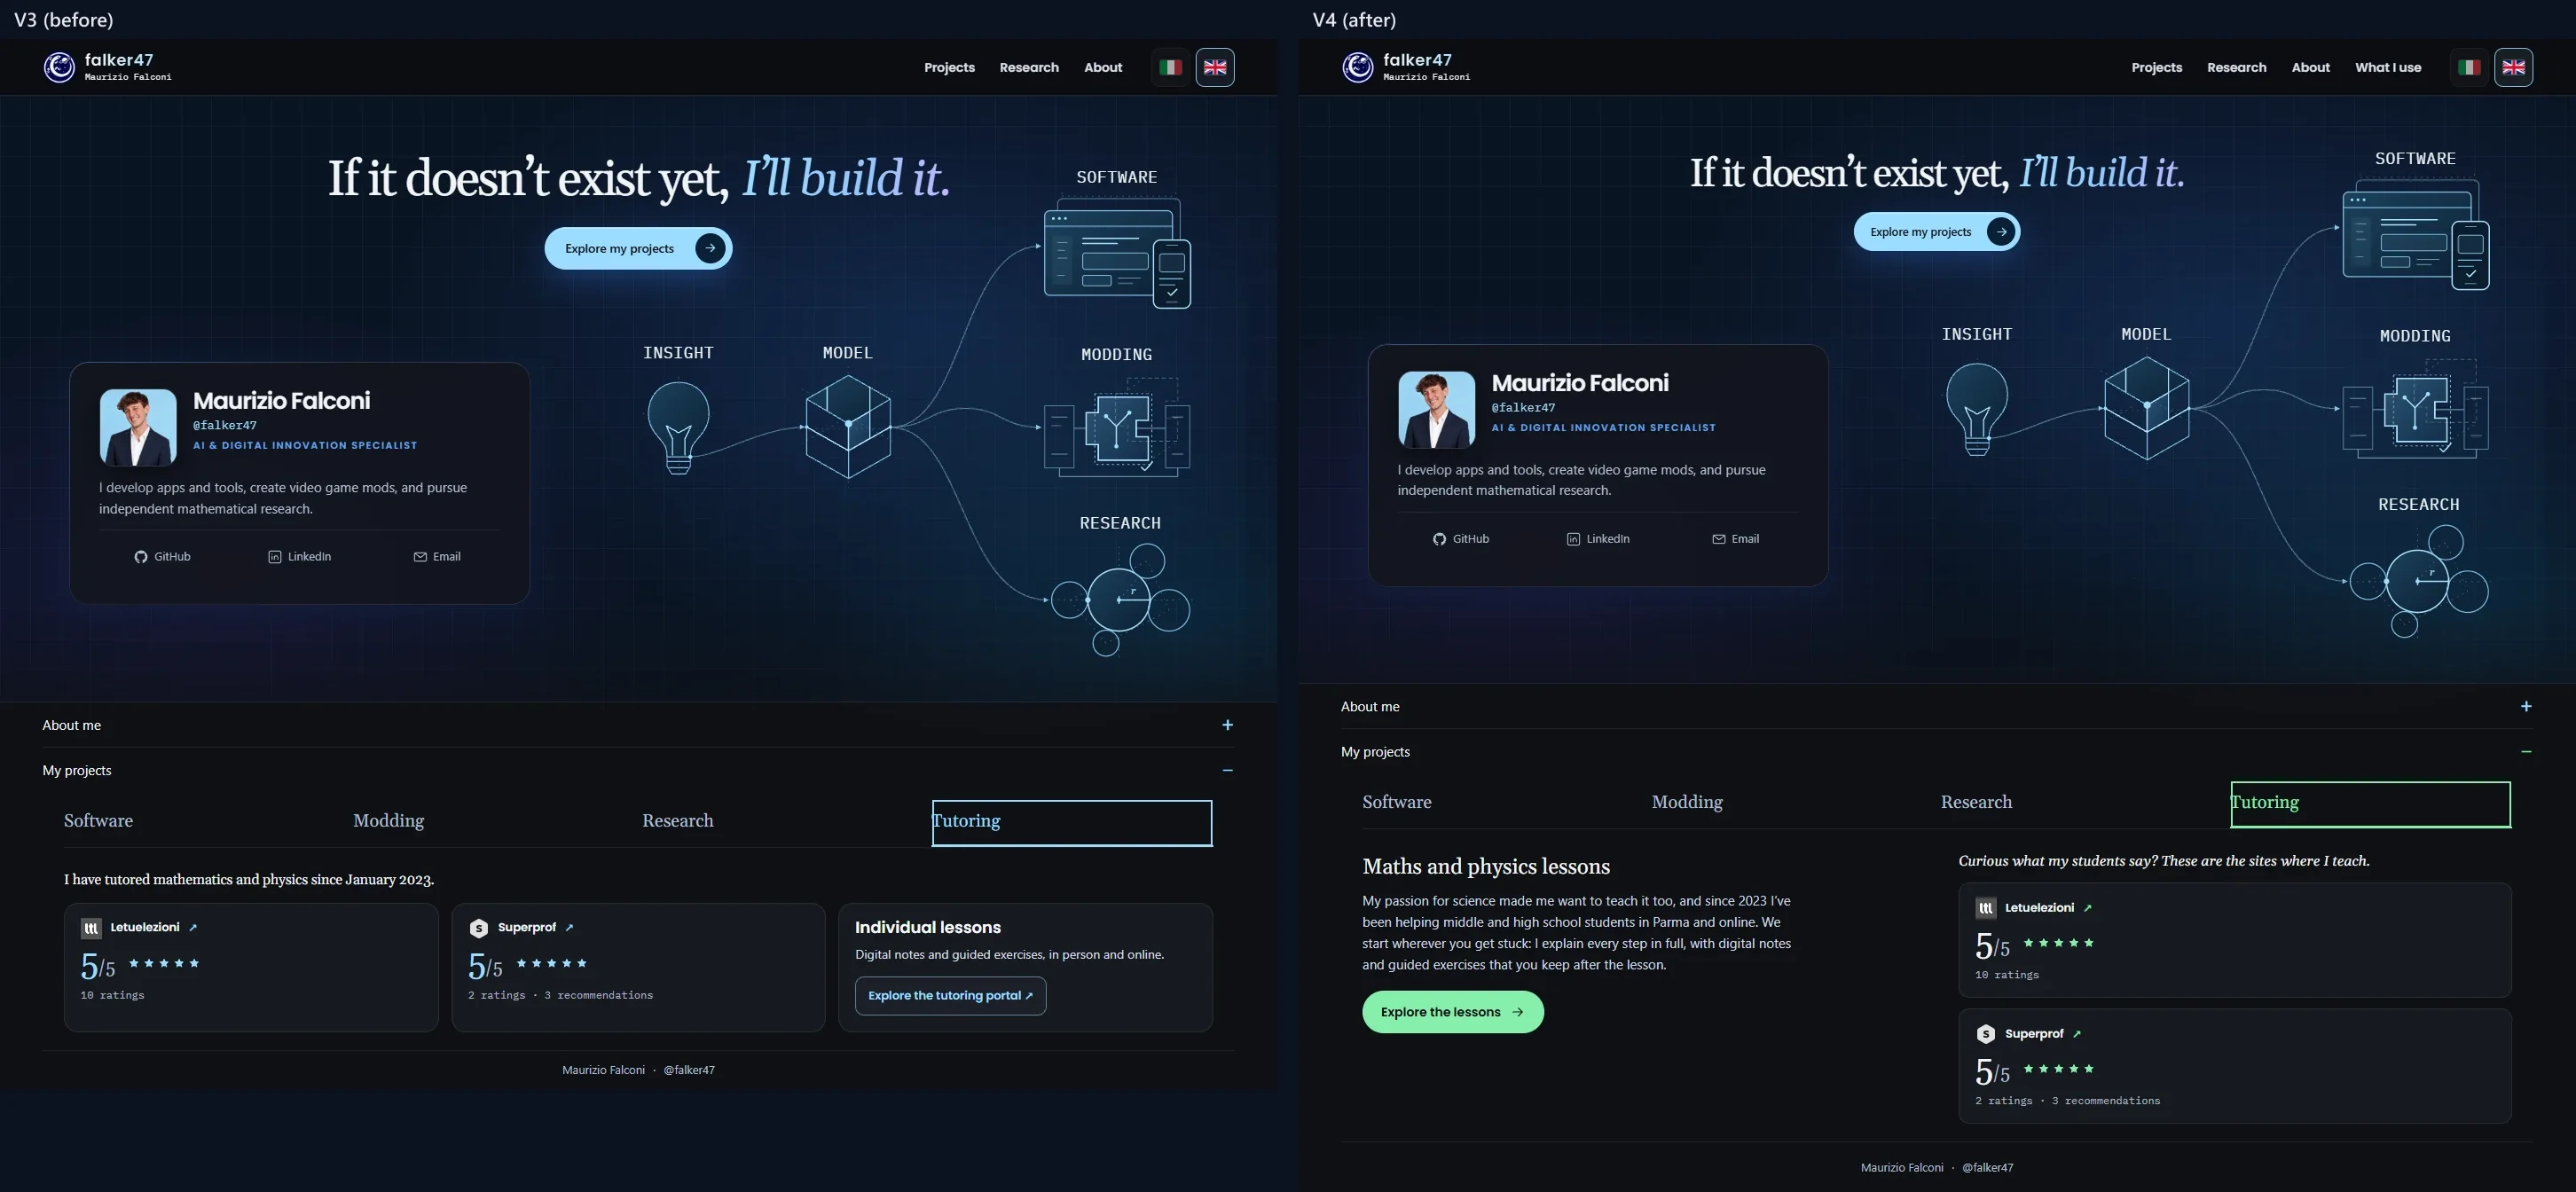 V3 (before)
falker47
Maurizio Falconi
Projects Research About
If it doesn’t exist yet, I’ll build it.
Explore my projects →
SOFTWARE
INSIGHT
MODEL
MODDING
Maurizio Falconi
@falker47
AI & DIGITAL INNOVATION SPECIALIST
I develop apps and tools, create video game mods, and pursue
independent mathematical research.
GitHub LinkedIn Email
RESEARCH
r
About me +
My projects −
Software Modding Research Tutoring
I have tutored mathematics and physics since January 2023.
ltl Letuelezioni ↗
5/5 ★ ★ ★ ★ ★
10 ratings
S Superprof ↗
5/5 ★ ★ ★ ★ ★
2 ratings · 3 recommendations
Individual lessons
Digital notes and guided exercises, in person and online.
Explore the tutoring portal ↗
Maurizio Falconi · @falker47
V4 (after)
falker47
Maurizio Falconi
Projects Research About What I use
If it doesn’t exist yet, I’ll build it.
Explore my projects →
SOFTWARE
INSIGHT
MODEL
MODDING
Maurizio Falconi
@falker47
AI & DIGITAL INNOVATION SPECIALIST
I develop apps and tools, create video game mods, and pursue
independent mathematical research.
GitHub LinkedIn Email
RESEARCH
r
About me +
My projects −
Software Modding Research Tutoring
Maths and physics lessons
My passion for science made me want to teach it too, and since 2023 I’ve
been helping middle and high school students in Parma and online. We
start wherever you get stuck: I explain every step in full, with digital notes
and guided exercises that you keep after the lesson.
Explore the lessons →
Curious what my students say? These are the sites where I teach.
ltl Letuelezioni ↗
5/5 ★ ★ ★ ★ ★
10 ratings
S Superprof ↗
5/5 ★ ★ ★ ★ ★
2 ratings · 3 recommendations
Maurizio Falconi · @falker47